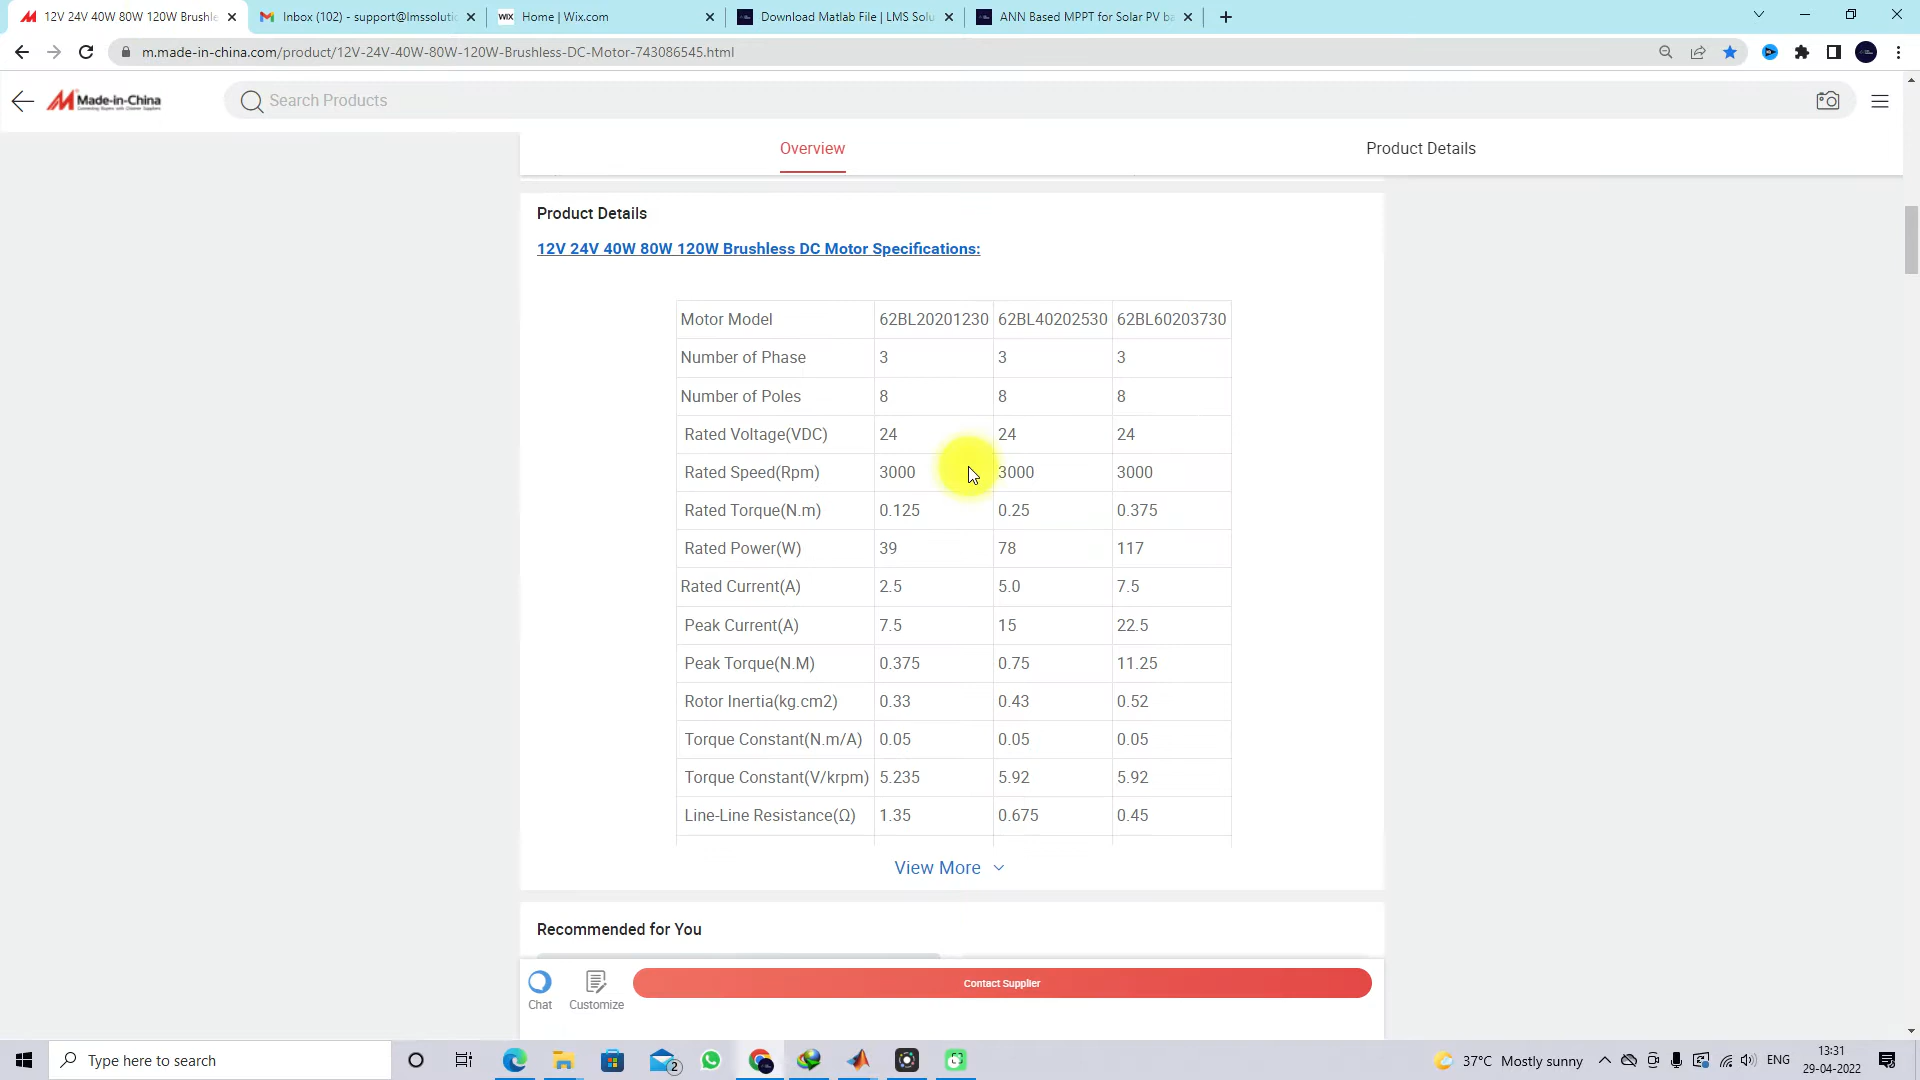 12V 24V 40W 80W 120W Brushle
Inbox (102) - support@lmssolutio
WIX Home | Wix.com
Download Matlab File | LMS Solu
ANN Based MPPT for Solar PV ba
m.made-in-china.com/product/12V-24V-40W-80W-120W-Brushless-DC-Motor-743086545.html
Made-in-China
Search Products
Overview
Product Details
Product Details
12V 24V 40W 80W 120W Brushless DC Motor Specifications:
Motor Model 62BL20201230 62BL40202530 62BL60203730
Number of Phase 3 3 3
Number of Poles 8 8 8
Rated Voltage(VDC) 24 24 24
Rated Speed(Rpm) 3000 3000 3000
Rated Torque(N.m) 0.125 0.25 0.375
Rated Power(W) 39 78 117
Rated Current(A) 2.5 5.0 7.5
Peak Current(A) 7.5 15 22.5
Peak Torque(N.M) 0.375 0.75 11.25
Rotor Inertia(kg.cm2) 0.33 0.43 0.52
Torque Constant(N.m/A) 0.05 0.05 0.05
Torque Constant(V/krpm) 5.235 5.92 5.92
Line-Line Resistance(Ω) 1.35 0.675 0.45
View More
Recommended for You
Chat
Customize
Contact Supplier
Type here to search
2
37°C Mostly sunny
ENG
13:31
29-04-2022